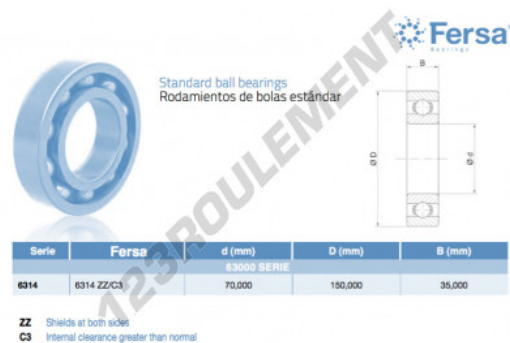 Fersa
Bearings
Standard ball bearings
Rodamientos de bolas estándar
B
Ø D
Ø d
123ROULEMENT
Serie Fersa d (mm) D (mm) B (mm)
63000 SERIE
6314 6314 ZZ/C3 70,000 150,000 35,000
ZZ Shields at both sides
C3 Internal clearance greater than normal